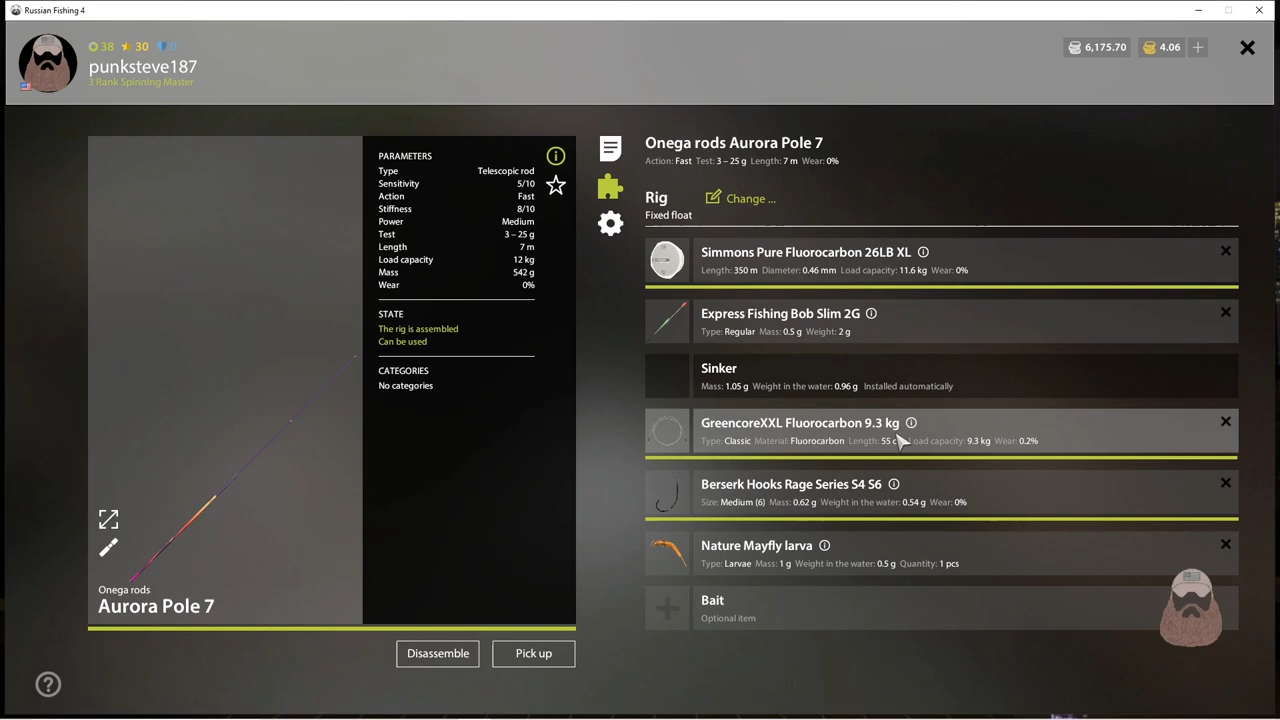 Russian Fishing 4
38 30 0
punksteve187
3 Rank Spinning Master
6,175.70 4.06
PARAMETERS
Type Telescopic rod
Sensitivity 5/10
Action Fast
Stiffness 8/10
Power Medium
Test 3 – 25 g
Length 7 m
Load capacity 12 kg
Mass 542 g
Wear 0%
STATE
The rig is assembled
Can be used
CATEGORIES
No categories
Onega rods
Aurora Pole 7
Disassemble Pick up
Onega rods Aurora Pole 7
Action: Fast Test: 3 – 25 g Length: 7 m Wear: 0%
Rig Change ...
Fixed float
Simmons Pure Fluorocarbon 26LB XL
Length: 350 m Diameter: 0.46 mm Load capacity: 11.6 kg Wear: 0%
Express Fishing Bob Slim 2G
Type: Regular Mass: 0.5 g Weight: 2 g
Sinker
Mass: 1.05 g Weight in the water: 0.96 g Installed automatically
GreencoreXXL Fluorocarbon 9.3 kg
Type: Classic Material: Fluorocarbon Length: 55 capacity: 9.3 kg Wear: 0.2%
Berserk Hooks Rage Series S4 S6
Size: Medium (6) Mass: 0.62 g Weight in the water: 0.54 g Wear: 0%
Nature Mayfly larva
Type: Larvae Mass: 1 g Weight in the water: 0.5 g Quantity: 1 pcs
Bait
Optional item